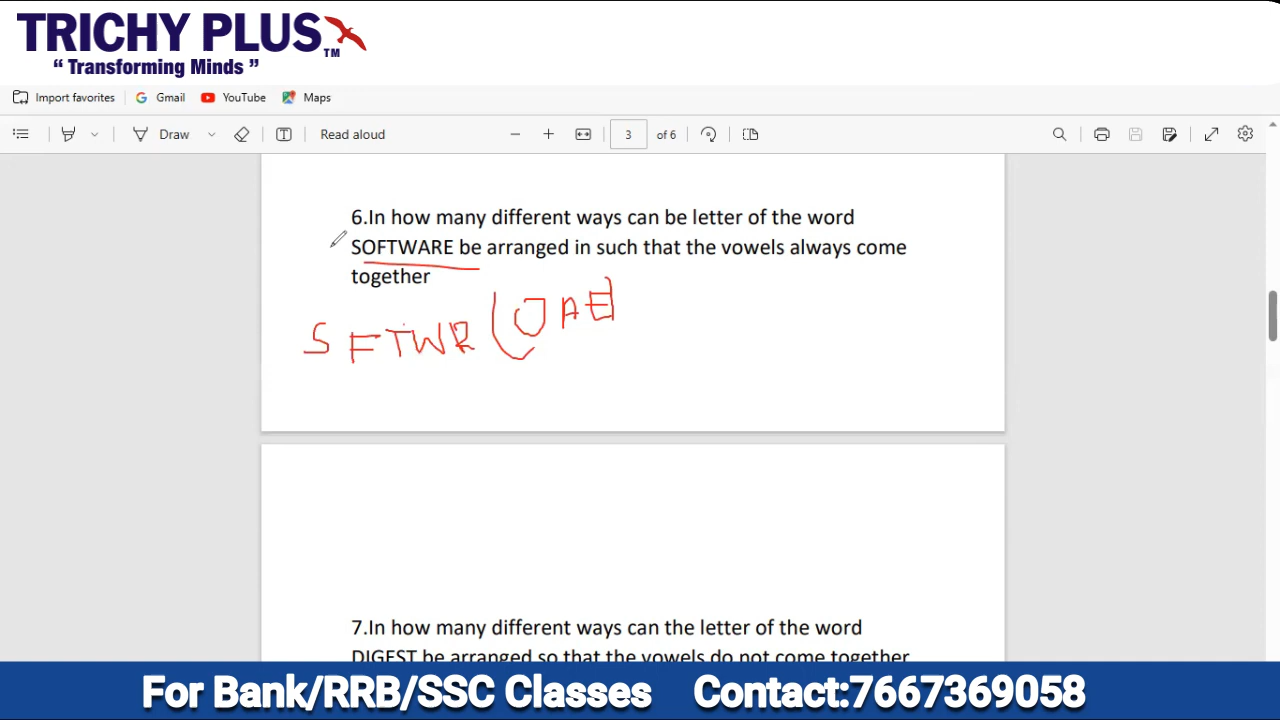 TRICHY PLUS TM
“ Transforming Minds ”
Import favorites Gmail YouTube Maps
Draw Read aloud 3 of 6
6.In how many different ways can be letter of the word
SOFTWARE be arranged in such that the vowels always come
together
S F T W R ( O A E )
7.In how many different ways can the letter of the word
DIGEST be arranged so that the vowels do not come together
For Bank/RRB/SSC Classes Contact:7667369058